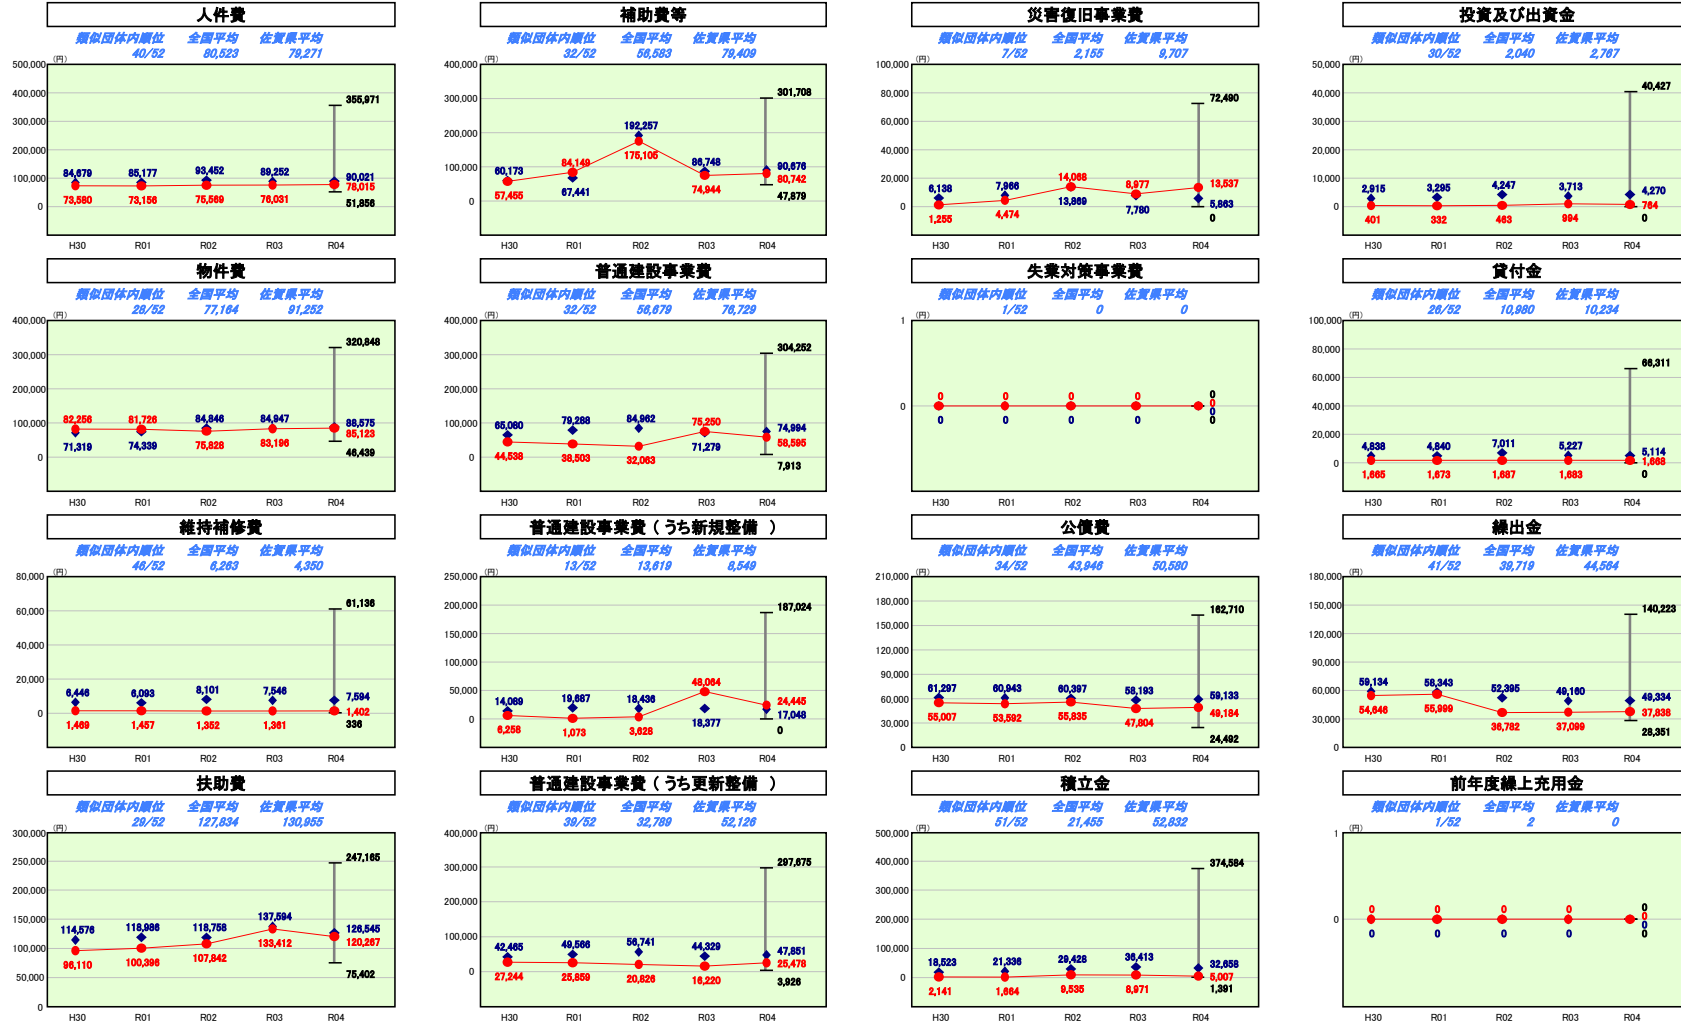 人件費
類似団体内順位 全国平均 佐賀県平均
40/52 80,523 79,271
(円)
500,000
400,000
300,000
200,000
100,000
0
355,971
84,679 85,177 93,452 89,252 90,021
73,580 73,156 75,569 76,031 78,015
51,856
H30 R01 R02 R03 R04
補助費等
類似団体内順位 全国平均 佐賀県平均
32/52 56,583 79,409
(円)
400,000
300,000
200,000
100,000
0
301,708
60,173 67,441 192,257 86,748 90,676
57,455 84,149 175,105 74,944 80,742
47,879
H30 R01 R02 R03 R04
災害復旧事業費
類似団体内順位 全国平均 佐賀県平均
7/52 2,155 9,707
(円)
100,000
80,000
60,000
40,000
20,000
0
72,490
6,138 7,966 13,869 7,780 5,863
1,255 4,474 14,068 8,977 13,537
0
H30 R01 R02 R03 R04
投資及び出資金
類似団体内順位 全国平均 佐賀県平均
30/52 2,040 2,767
(円)
50,000
40,000
30,000
20,000
10,000
0
40,427
2,915 3,295 4,247 3,713 4,270
401 332 463 994 764
0
H30 R01 R02 R03 R04
物件費
類似団体内順位 全国平均 佐賀県平均
28/52 77,164 91,252
(円)
400,000
300,000
200,000
100,000
0
320,848
71,319 74,339 84,846 84,947 88,575
82,256 81,726 75,828 83,196 85,123
46,439
H30 R01 R02 R03 R04
普通建設事業費
類似団体内順位 全国平均 佐賀県平均
32/52 56,679 76,729
(円)
400,000
300,000
200,000
100,000
0
304,252
65,060 79,288 84,962 71,279 74,994
44,538 38,503 32,063 75,250 58,595
7,913
H30 R01 R02 R03 R04
失業対策事業費
類似団体内順位 全国平均 佐賀県平均
1/52 0 0
(円)
1
0
0
0 0 0 0 0
0 0 0 0 0
0
H30 R01 R02 R03 R04
貸付金
類似団体内順位 全国平均 佐賀県平均
26/52 10,980 10,234
(円)
100,000
80,000
60,000
40,000
20,000
0
66,311
4,838 4,840 7,011 5,227 5,114
1,665 1,673 1,687 1,683 1,668
0
H30 R01 R02 R03 R04
維持補修費
類似団体内順位 全国平均 佐賀県平均
46/52 6,263 4,350
(円)
80,000
60,000
40,000
20,000
0
61,136
6,446 6,093 8,101 7,546 7,594
1,469 1,457 1,352 1,361 1,402
336
H30 R01 R02 R03 R04
普通建設事業費（うち新規整備　）
類似団体内順位 全国平均 佐賀県平均
13/52 13,619 8,549
(円)
250,000
200,000
150,000
100,000
50,000
0
187,024
14,089 19,687 18,436 18,377 17,048
6,258 1,073 3,628 48,064 24,445
0
H30 R01 R02 R03 R04
公債費
類似団体内順位 全国平均 佐賀県平均
34/52 43,946 50,580
(円)
210,000
180,000
150,000
120,000
90,000
60,000
30,000
0
162,710
61,297 60,943 60,397 58,193 59,133
55,007 53,592 55,835 47,804 49,184
24,492
H30 R01 R02 R03 R04
繰出金
類似団体内順位 全国平均 佐賀県平均
41/52 39,719 44,564
(円)
180,000
150,000
120,000
90,000
60,000
30,000
0
140,223
59,134 58,343 52,395 49,160 49,334
54,646 55,999 36,782 37,099 37,838
28,351
H30 R01 R02 R03 R04
扶助費
類似団体内順位 全国平均 佐賀県平均
29/52 127,834 130,955
(円)
300,000
250,000
200,000
150,000
100,000
50,000
0
247,165
114,576 118,986 118,758 137,594 126,545
96,110 100,396 107,842 133,412 120,267
75,402
H30 R01 R02 R03 R04
普通建設事業費（うち更新整備　）
類似団体内順位 全国平均 佐賀県平均
39/52 32,789 52,126
(円)
400,000
300,000
200,000
100,000
0
297,675
42,465 49,566 56,741 44,329 47,851
27,244 25,859 20,826 16,220 25,478
3,926
H30 R01 R02 R03 R04
積立金
類似団体内順位 全国平均 佐賀県平均
51/52 21,455 52,832
(円)
500,000
400,000
300,000
200,000
100,000
0
374,584
18,523 21,336 29,428 36,413 32,658
2,141 1,664 9,535 8,971 5,007
1,391
H30 R01 R02 R03 R04
前年度繰上充用金
類似団体内順位 全国平均 佐賀県平均
1/52 2 0
(円)
1
0
0
0 0 0 0 0
0 0 0 0 0
0
H30 R01 R02 R03 R04